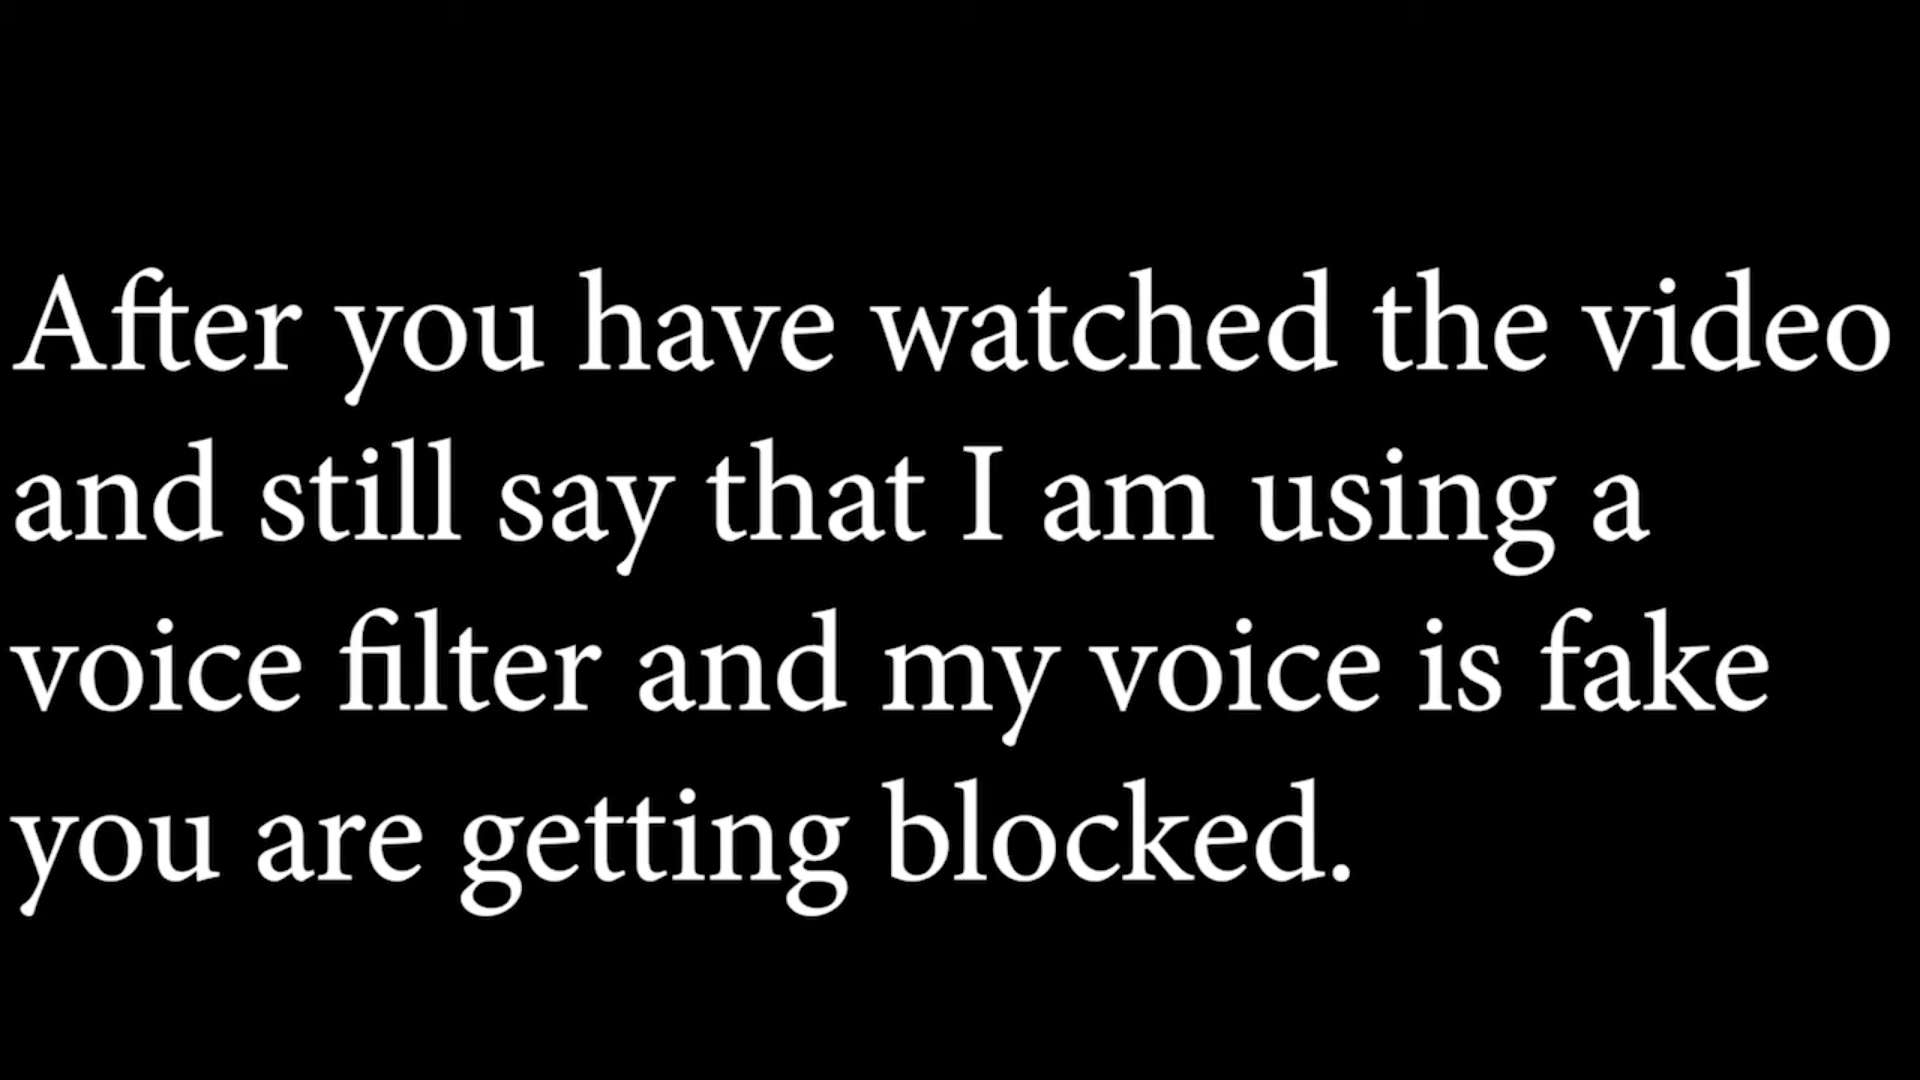 After you have watched the video
and still say that I am using a
voice filter and my voice is fake
you are getting blocked.